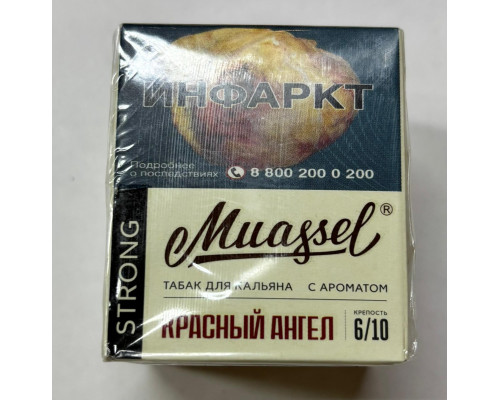 ИНФАРКТ
Подробнее
о последствиях
8 800 200 0 200
STRONG
Muassel®
ТАБАК ДЛЯ КАЛЬЯНА С АРОМАТОМ
КРАСНЫЙ АНГЕЛ
КРЕПОСТЬ
6/10